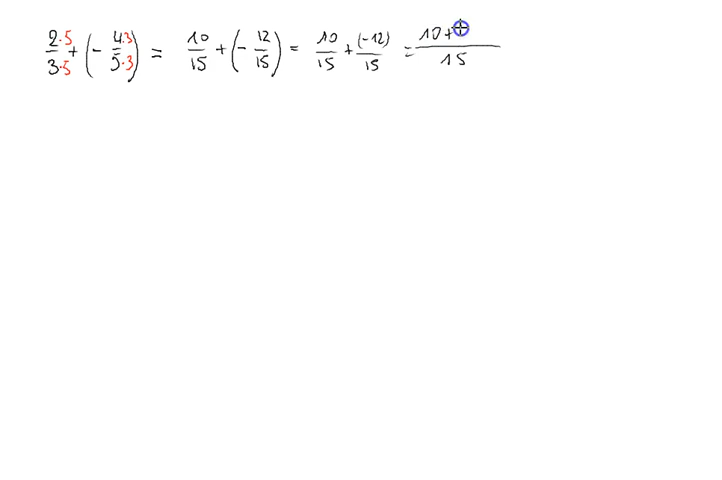 2·5/3·5 + (− 4·3/5·3) = 10/15 + (− 12/15) = 10/15 + (−12)/15 = 10+/15